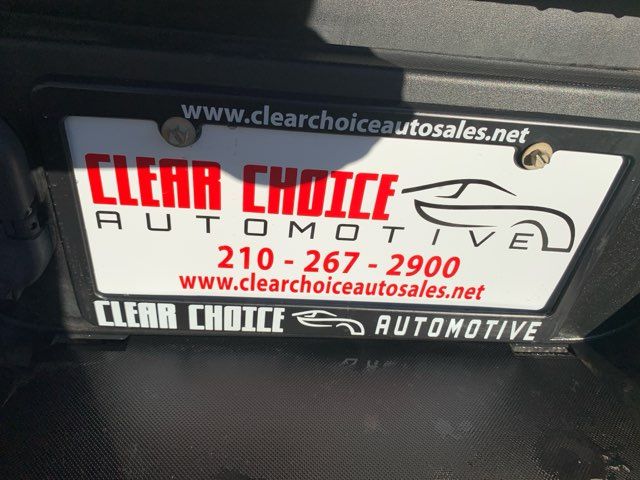 www.clearchoiceautosales.net
CLEAR CHOICE
AUTOMOTIVE
210 - 267 - 2900
www.clearchoiceautosales.net
CLEAR CHOICE AUTOMOTIVE